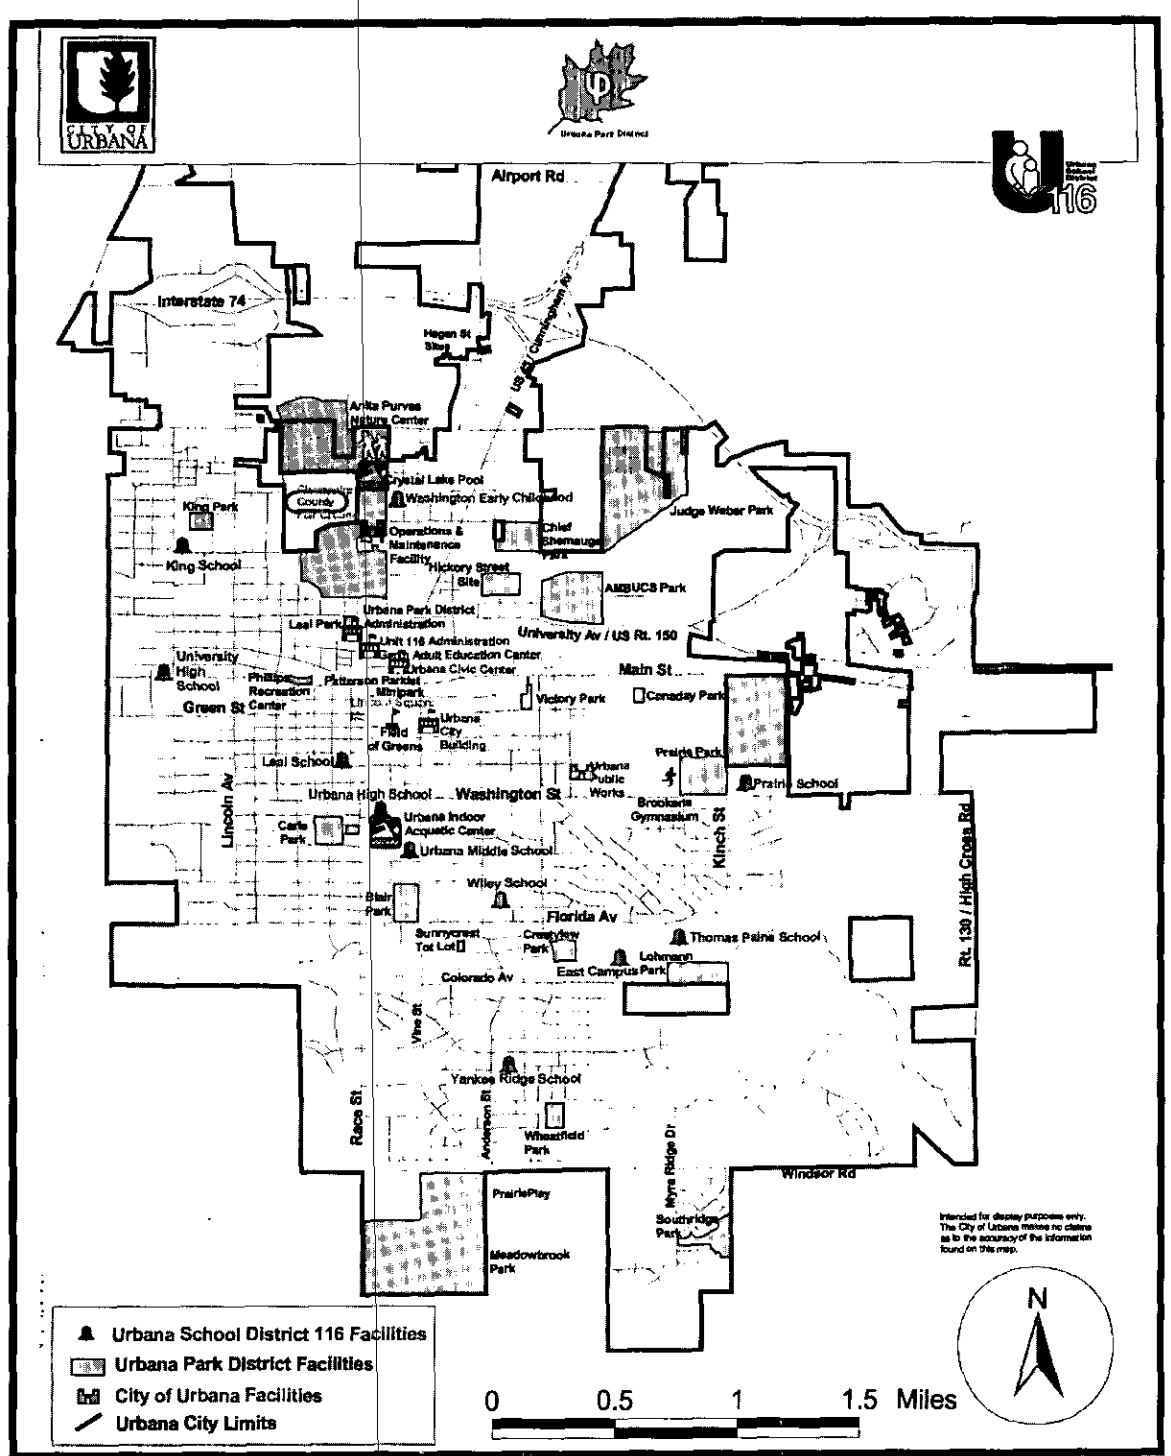 CITY OF
URBANA
φ
Urbana Park District
Urbana
School
District
116
Airport Rd
Interstate 74
US 45 / Cunningham Av
Hagan St
Sites
Anita Purves
Nature Center
Crystal Lake Pool
County
Washington Early Childhood
King Park
King School
Operations &
Maintenance
Facility
Chief
Shemauger
Park
Judge Weber Park
Hickory Street
Site
AMBUCS Park
Urbana Park District
Administration
Leal Park
Unit 116 Administration
Adult Education Center
Urbana Civic Center
University Av / US Rt. 150
University
High
School
Main St
Phillips
Recreation
Center
Patterson Parklet
Minipark
Green St
Victory Park
Canaday Park
Lincoln Square
Field
of Greens
Urbana
City
Building
Leal School
Prairie Park
Urbana
Public
Works
Prairie School
Brookens
Gymnasium
Lincoln Av
Urbana High School
Washington St
Carle
Park
Urbana Indoor
Acquatic Center
Kinch St
Urbana Middle School
Rt. 130 / High Cross Rd
Wiley School
Blair
Park
Florida Av
Sunnycrest
Tot Lot
Crestview
Park
Thomas Paine School
East Campus
Lohmann
Park
Colorado Av
Vine St
Yankee Ridge School
Race St
Anderson St
Wheatfield
Park
Myra Ridge Dr
Windsor Rd
PrairiePlay
Southridge
Park
Meadowbrook
Park
Intended for display purposes only.
The City of Urbana makes no claims
as to the accuracy of the information
found on this map.
N
Urbana School District 116 Facilities
Urbana Park District Facilities
City of Urbana Facilities
Urbana City Limits
0 0.5 1 1.5 Miles